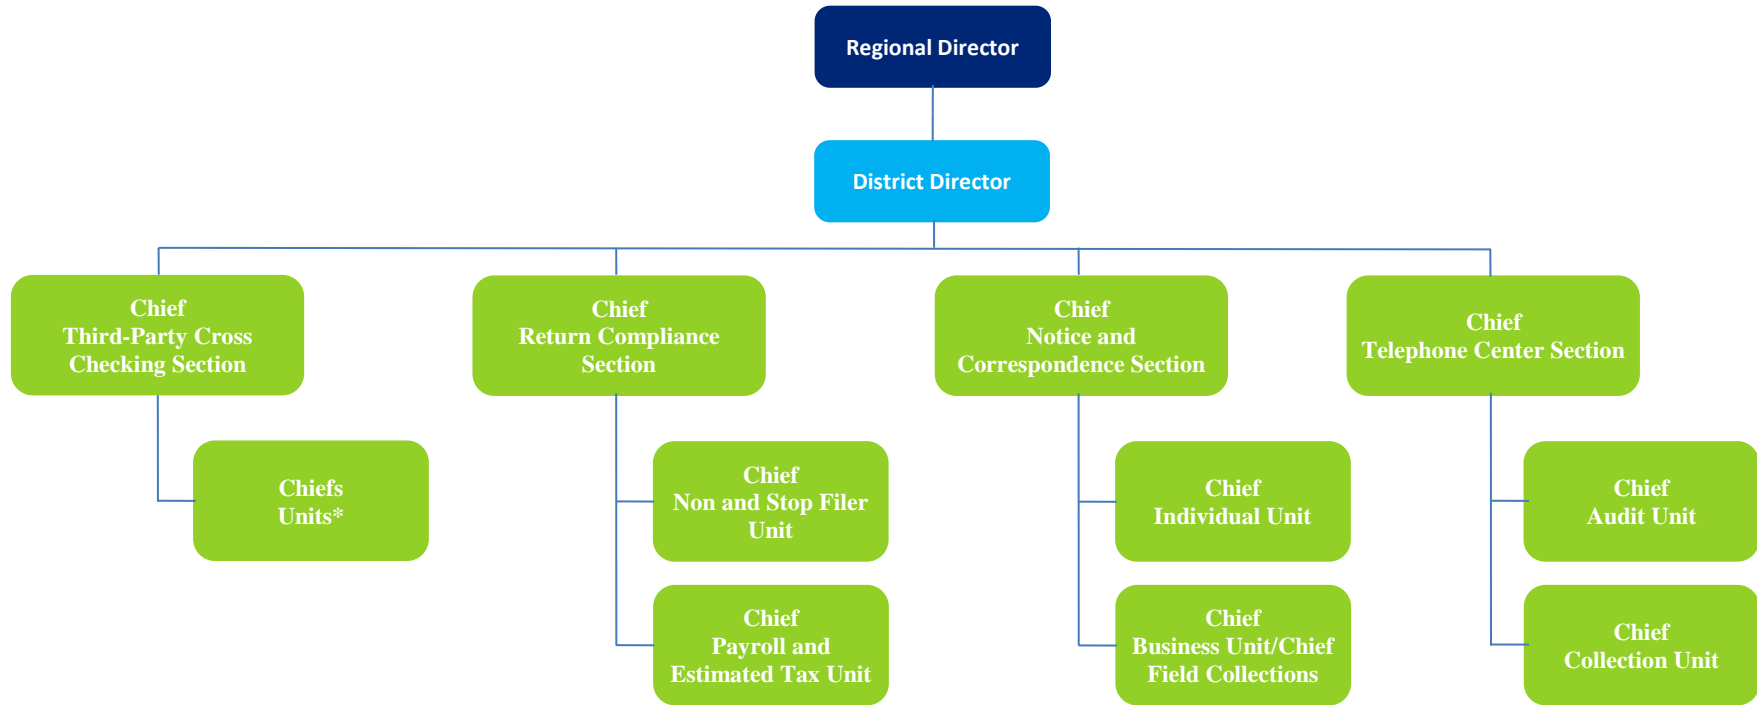 Regional Director
District Director
Chief
Third-Party Cross
Checking Section
Chief
Return Compliance
Section
Chief
Notice and
Correspondence Section
Chief
Telephone Center Section
Chiefs
Units*
Chief
Non and Stop Filer
Unit
Chief
Individual Unit
Chief
Audit Unit
Chief
Payroll and
Estimated Tax Unit
Chief
Business Unit/Chief
Field Collections
Chief
Collection Unit